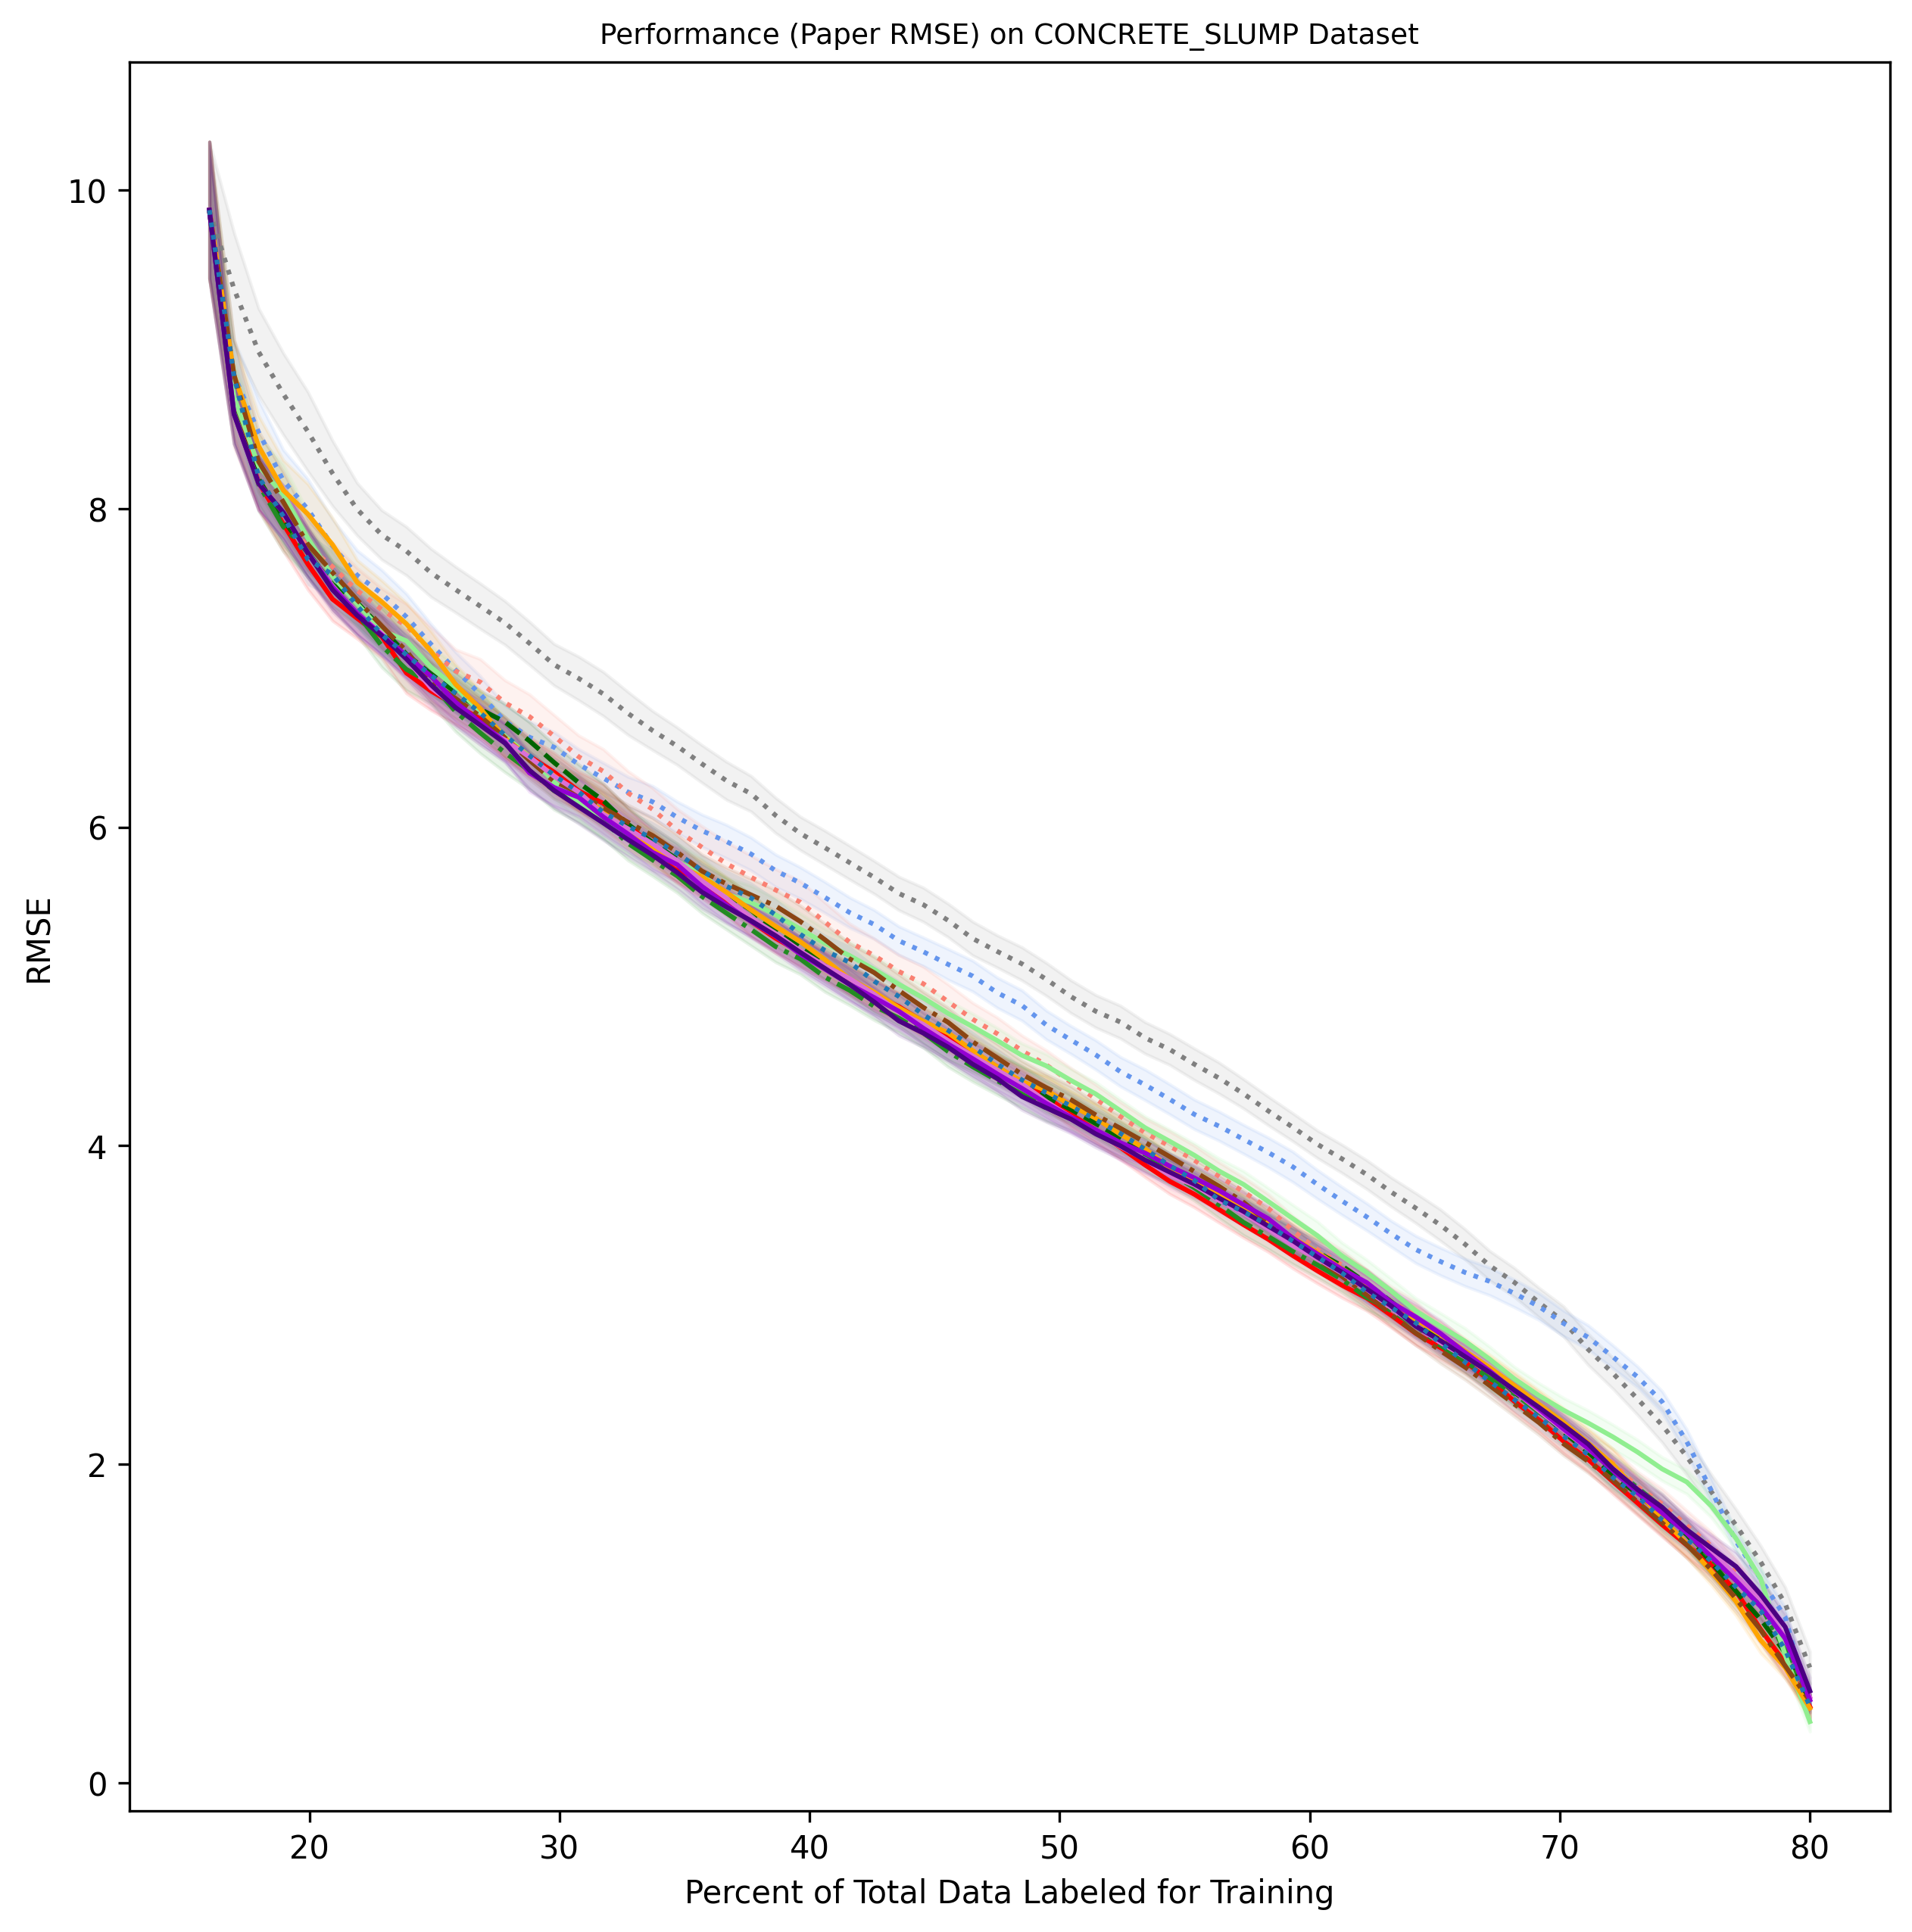 Performance (Paper RMSE) on CONCRETE_SLUMP Dataset
10
8
6
4
2
0
RMSE
20 30 40 50 60 70 80
Percent of Total Data Labeled for Training